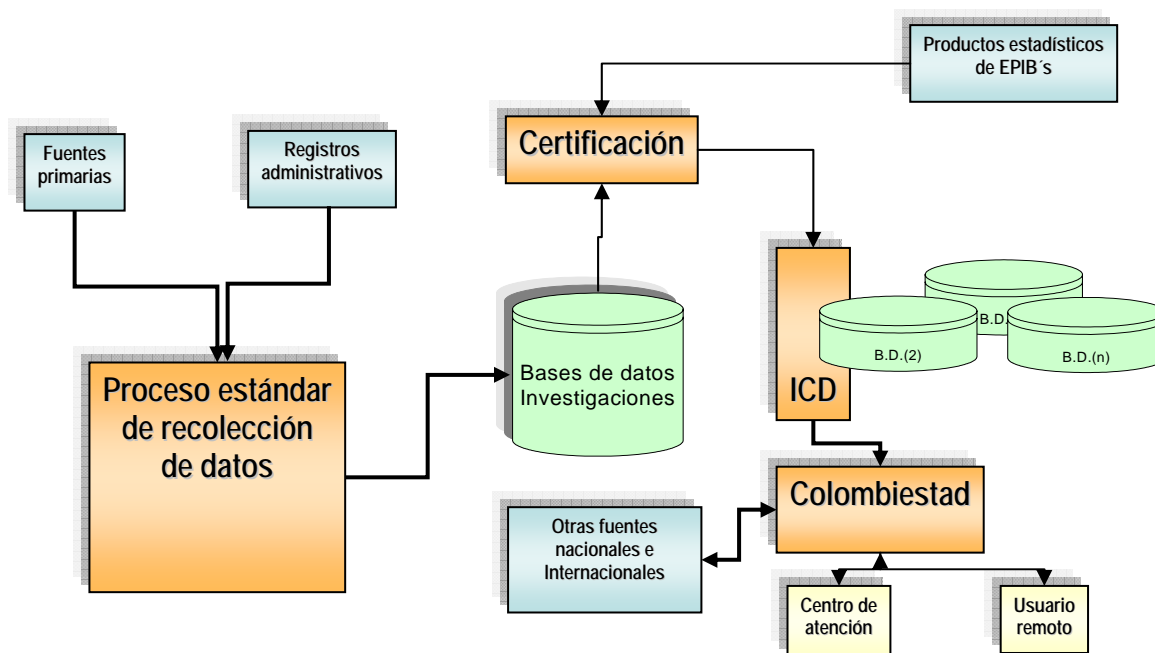 Productos estadísticos
de EPIB´s
Certificación
Fuentes
primarias
Registros
administrativos
Proceso estándar
de recolección
de datos
Bases de datos
Investigaciones
ICD
B.D.
B.D.(2)
B.D.(n)
Colombiestad
Otras fuentes
nacionales e
Internacionales
Centro de
atención
Usuario
remoto